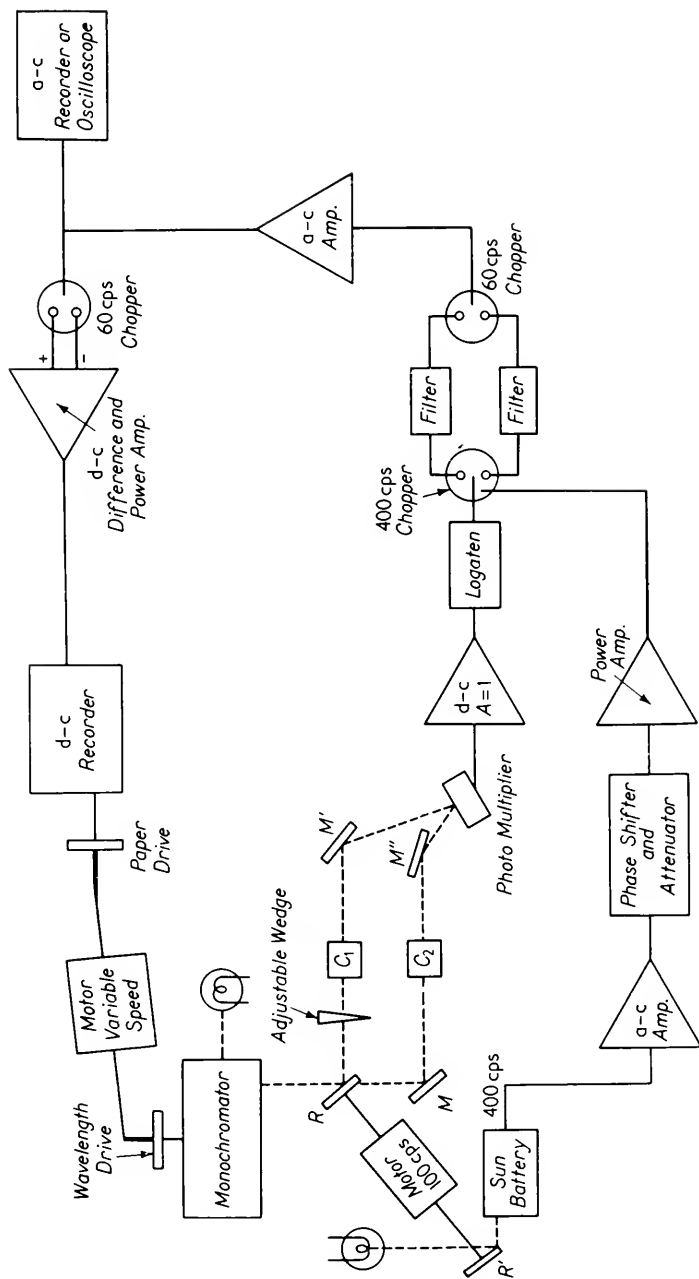 a-c
Recorder or
Oscilloscope
60 cps
Chopper
+
-
d-c
Difference and
Power Amp.
d-c
Recorder
Paper
Drive
Motor
Variable
Speed
Wavelength
Drive
Monochromator
a-c
Amp.
60 cps
Chopper
Filter
Filter
400 cps
Chopper
Logaten
d-c
A=1
Photo Multiplier
M'
M"
Adjustable Wedge
C1
C2
R
M
Motor
100 cps
R'
Sun
Battery
400 cps
a-c
Amp.
Phase Shifter
and
Attenuator
Power
Amp.